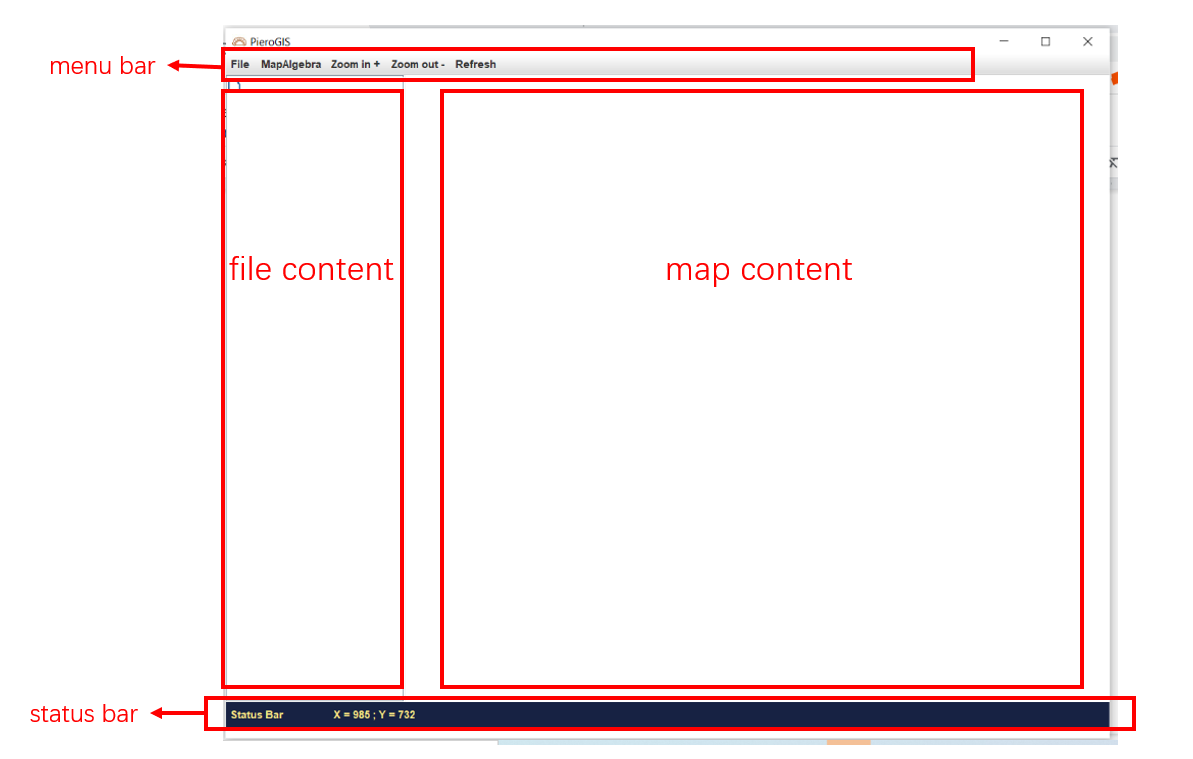 PieroGIS
menu bar
File MapAlgebra Zoom in + Zoom out - Refresh
file content
map content
status bar
Status Bar X = 985 ; Y = 732